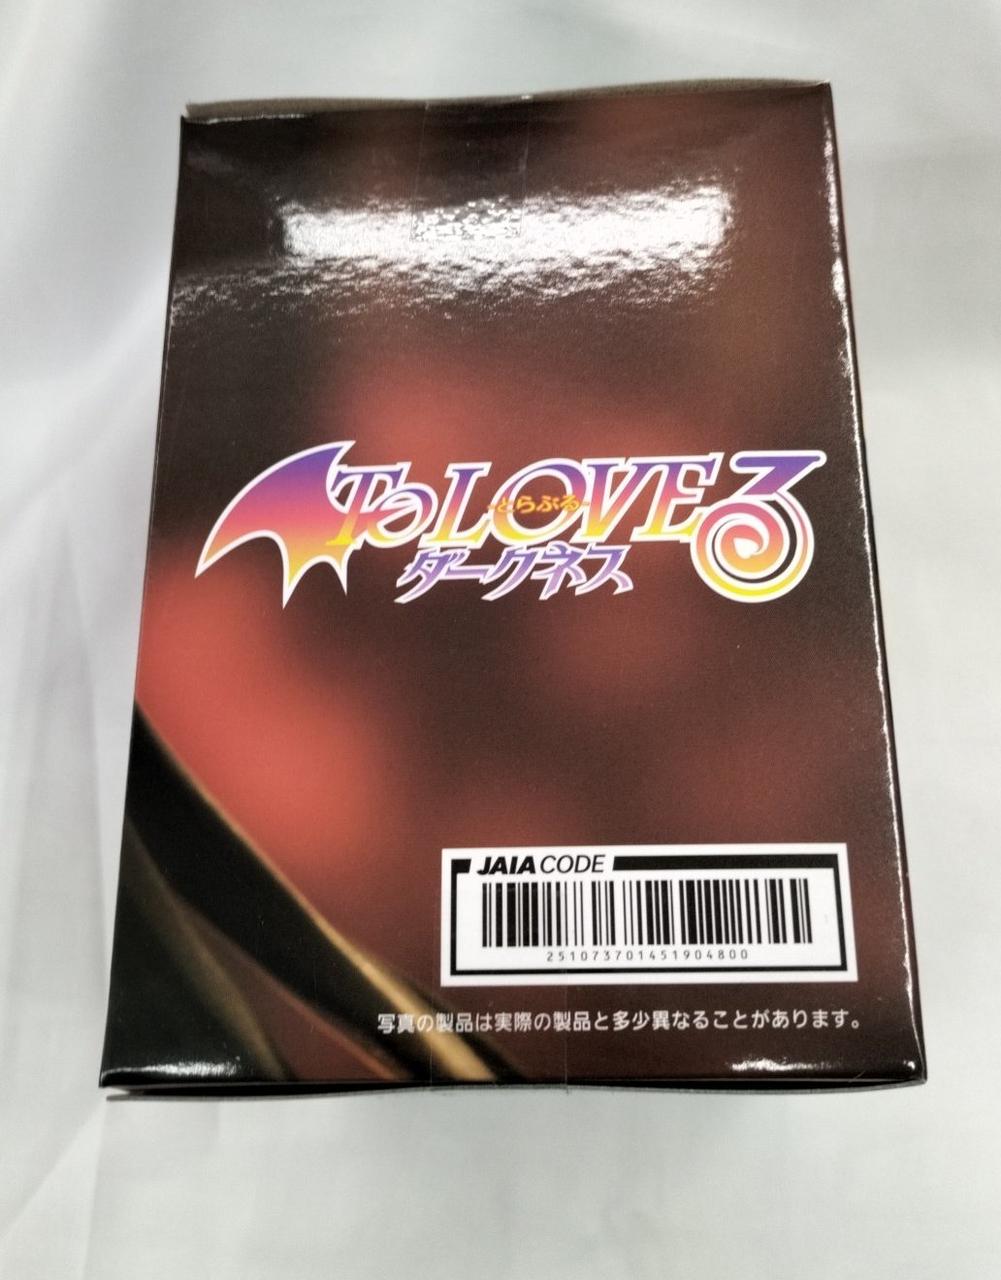 To LOVEる
-とらぶる-
ダークネス
JAIA CODE
251073701451904800
写真の製品は実際の製品と多少異なることがあります。